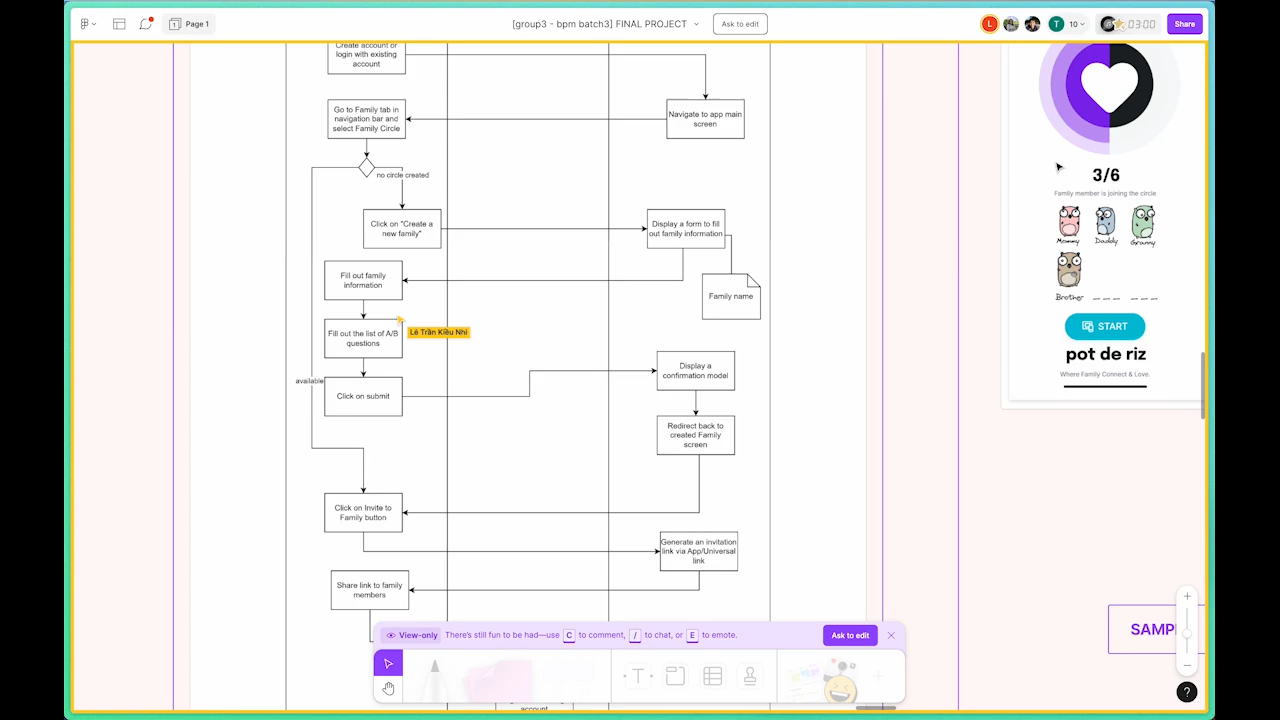 Page 1
[group3 - bpm batch3] FINAL PROJECT
Ask to edit
L
T
10
03:00
Share
Create account or
login with existing
account
Go to Family tab in
navigation bar and
select Family Circle
Navigate to app main
screen
no circle created
Click on "Create a
new family"
Display a form to fill
out family information
Fill out family
information
Family name
Fill out the list of A/B
questions
Lê Trần Kiều Nhi
Display a
confirmation model
available
Click on submit
Redirect back to
created Family
screen
Click on Invite to
Family button
Generate an invitation
link via App/Universal
link
Share link to family
members
3/6
Family member is joining the circle
Mommy
Daddy
Granny
Brother
START
pot de riz
Where Family Connect & Love.
SAMP
View-only
There's still fun to be had—use C to comment, / to chat, or E to emote.
Ask to edit
T
account
?